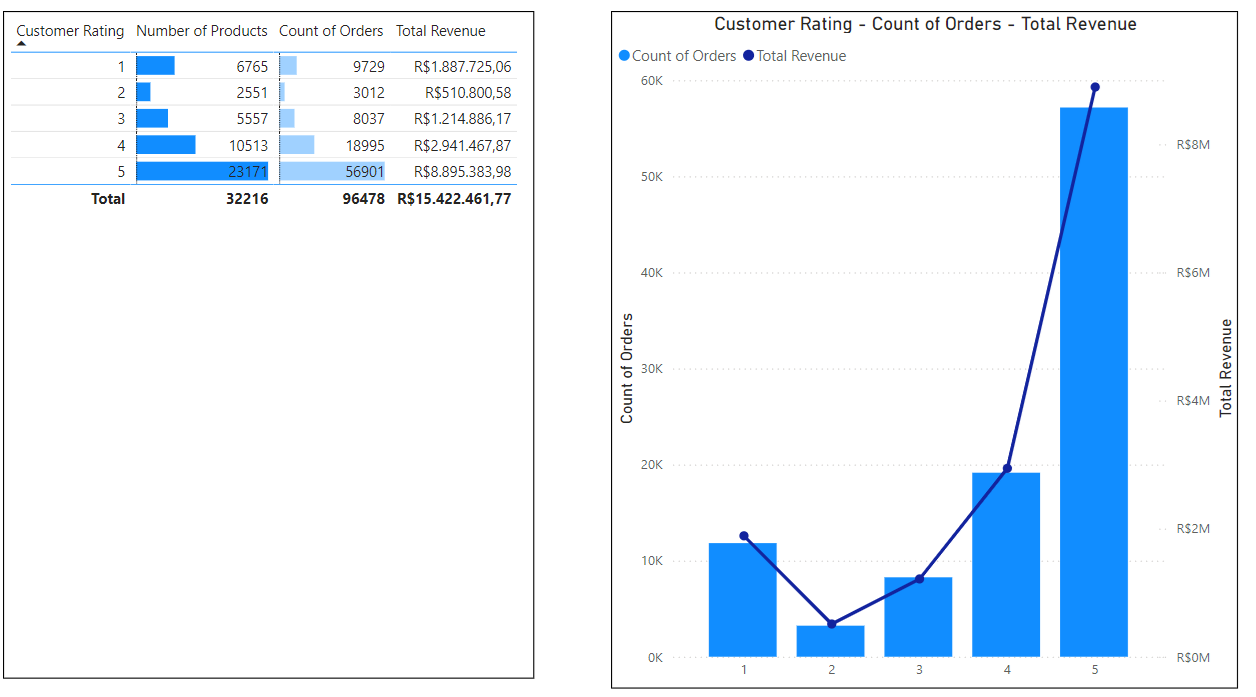 Customer Rating Number of Products Count of Orders Total Revenue
1 6765 9729 R$1.887.725,06
2 2551 3012 R$510.800,58
3 5557 8037 R$1.214.886,17
4 10513 18995 R$2.941.467,87
5 23171 56901 R$8.895.383,98
Total 32216 96478 R$15.422.461,77
Customer Rating - Count of Orders - Total Revenue
Count of Orders Total Revenue
60K
50K
40K
30K
20K
10K
0K
Count of Orders
R$8M
R$6M
R$4M
R$2M
R$0M
Total Revenue
1 2 3 4 5